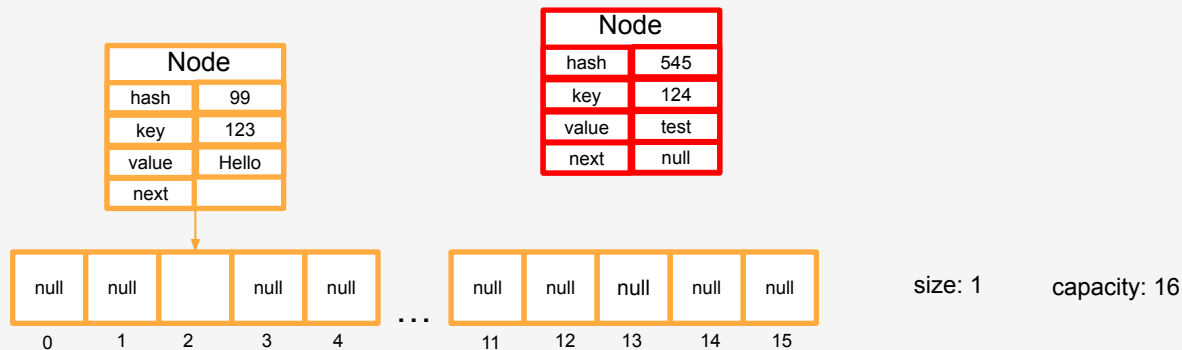 Node
hash 99
key 123
value Hello
next
Node
hash 545
key 124
value test
next null
null null null null ... null null null null null
0 1 2 3 4 11 12 13 14 15
size: 1 capacity: 16